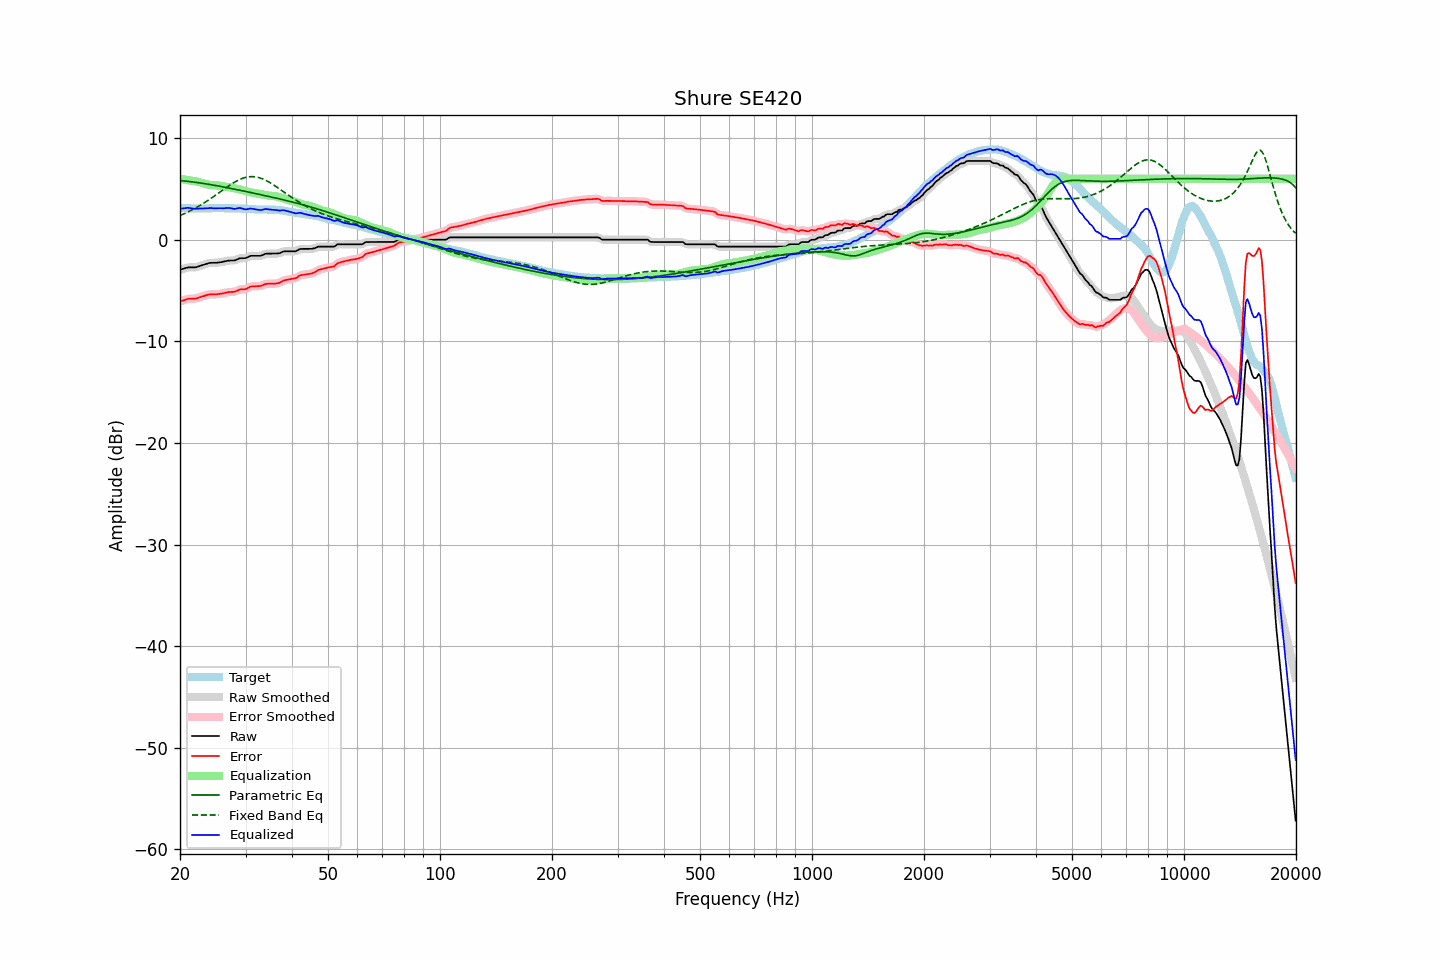 Shure SE420
Amplitude (dBr)
10
0
−10
−20
−30
−40
−50
−60
Target
Raw Smoothed
Error Smoothed
Raw
Error
Equalization
Parametric Eq
Fixed Band Eq
Equalized
20 50 100 200 500 1000 2000 5000 10000 20000
Frequency (Hz)